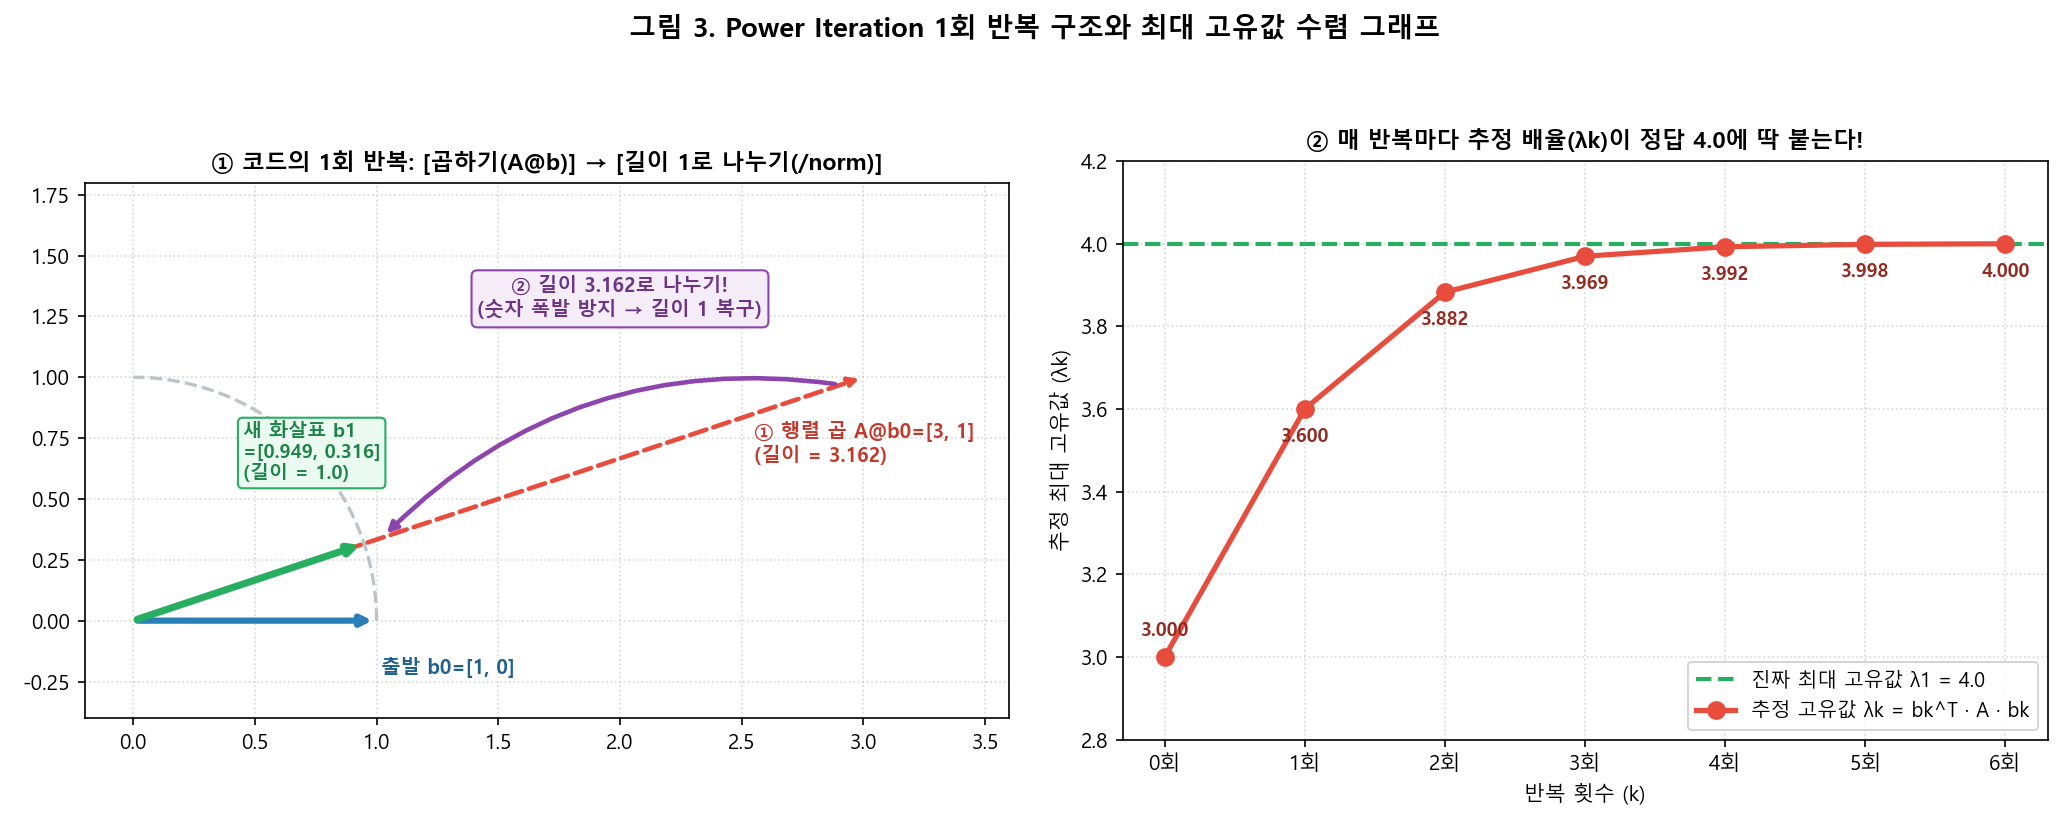 그림 3. Power Iteration 1회 반복 구조와 최대 고유값 수렴 그래프
① 코드의 1회 반복: [곱하기(A@b)] → [길이 1로 나누기(/norm)]
1.75
1.50
1.25
1.00
0.75
0.50
0.25
0.00
-0.25
② 길이 3.162로 나누기!
(숫자 폭발 방지 → 길이 1 복구)
새 화살표 b1
=[0.949, 0.316]
(길이 = 1.0)
① 행렬 곱 A@b0=[3, 1]
(길이 = 3.162)
출발 b0=[1, 0]
0.0 0.5 1.0 1.5 2.0 2.5 3.0 3.5
② 매 반복마다 추정 배율(λk)이 정답 4.0에 딱 붙는다!
추정 최대 고유값 (λk)
4.2
4.0
3.8
3.6
3.4
3.2
3.0
2.8
3.000
3.600
3.882
3.969
3.992
3.998
4.000
진짜 최대 고유값 λ1 = 4.0
추정 고유값 λk = bk^T · A · bk
0회 1회 2회 3회 4회 5회 6회
반복 횟수 (k)